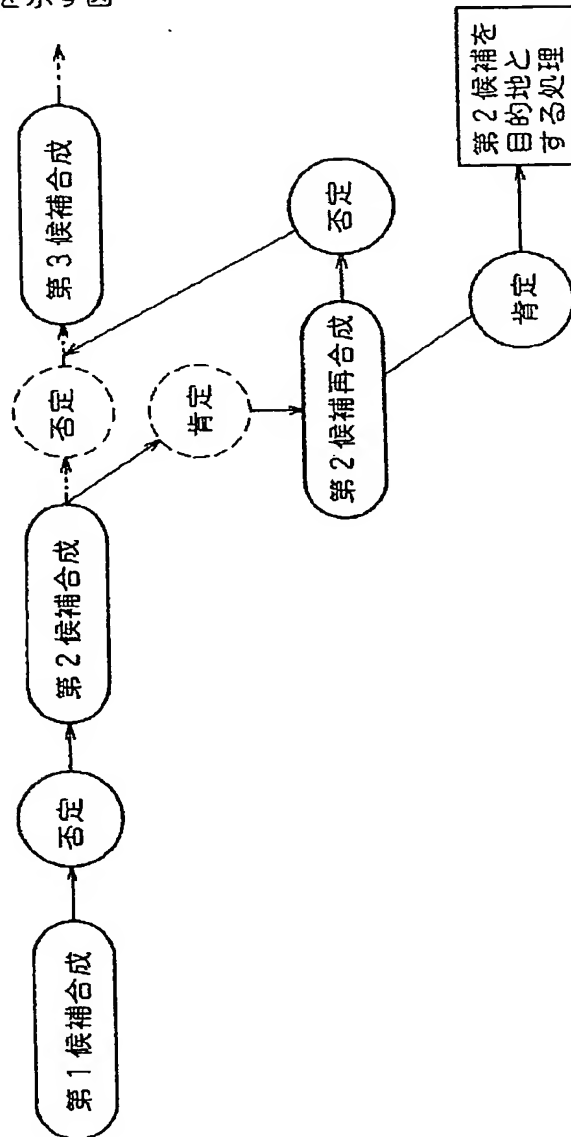 を示す図
第1候補合成
否定
第2候補合成
否定
第3候補合成
肯定
第2候補再合成
否定
肯定
第2候補を
目的地と
する処理